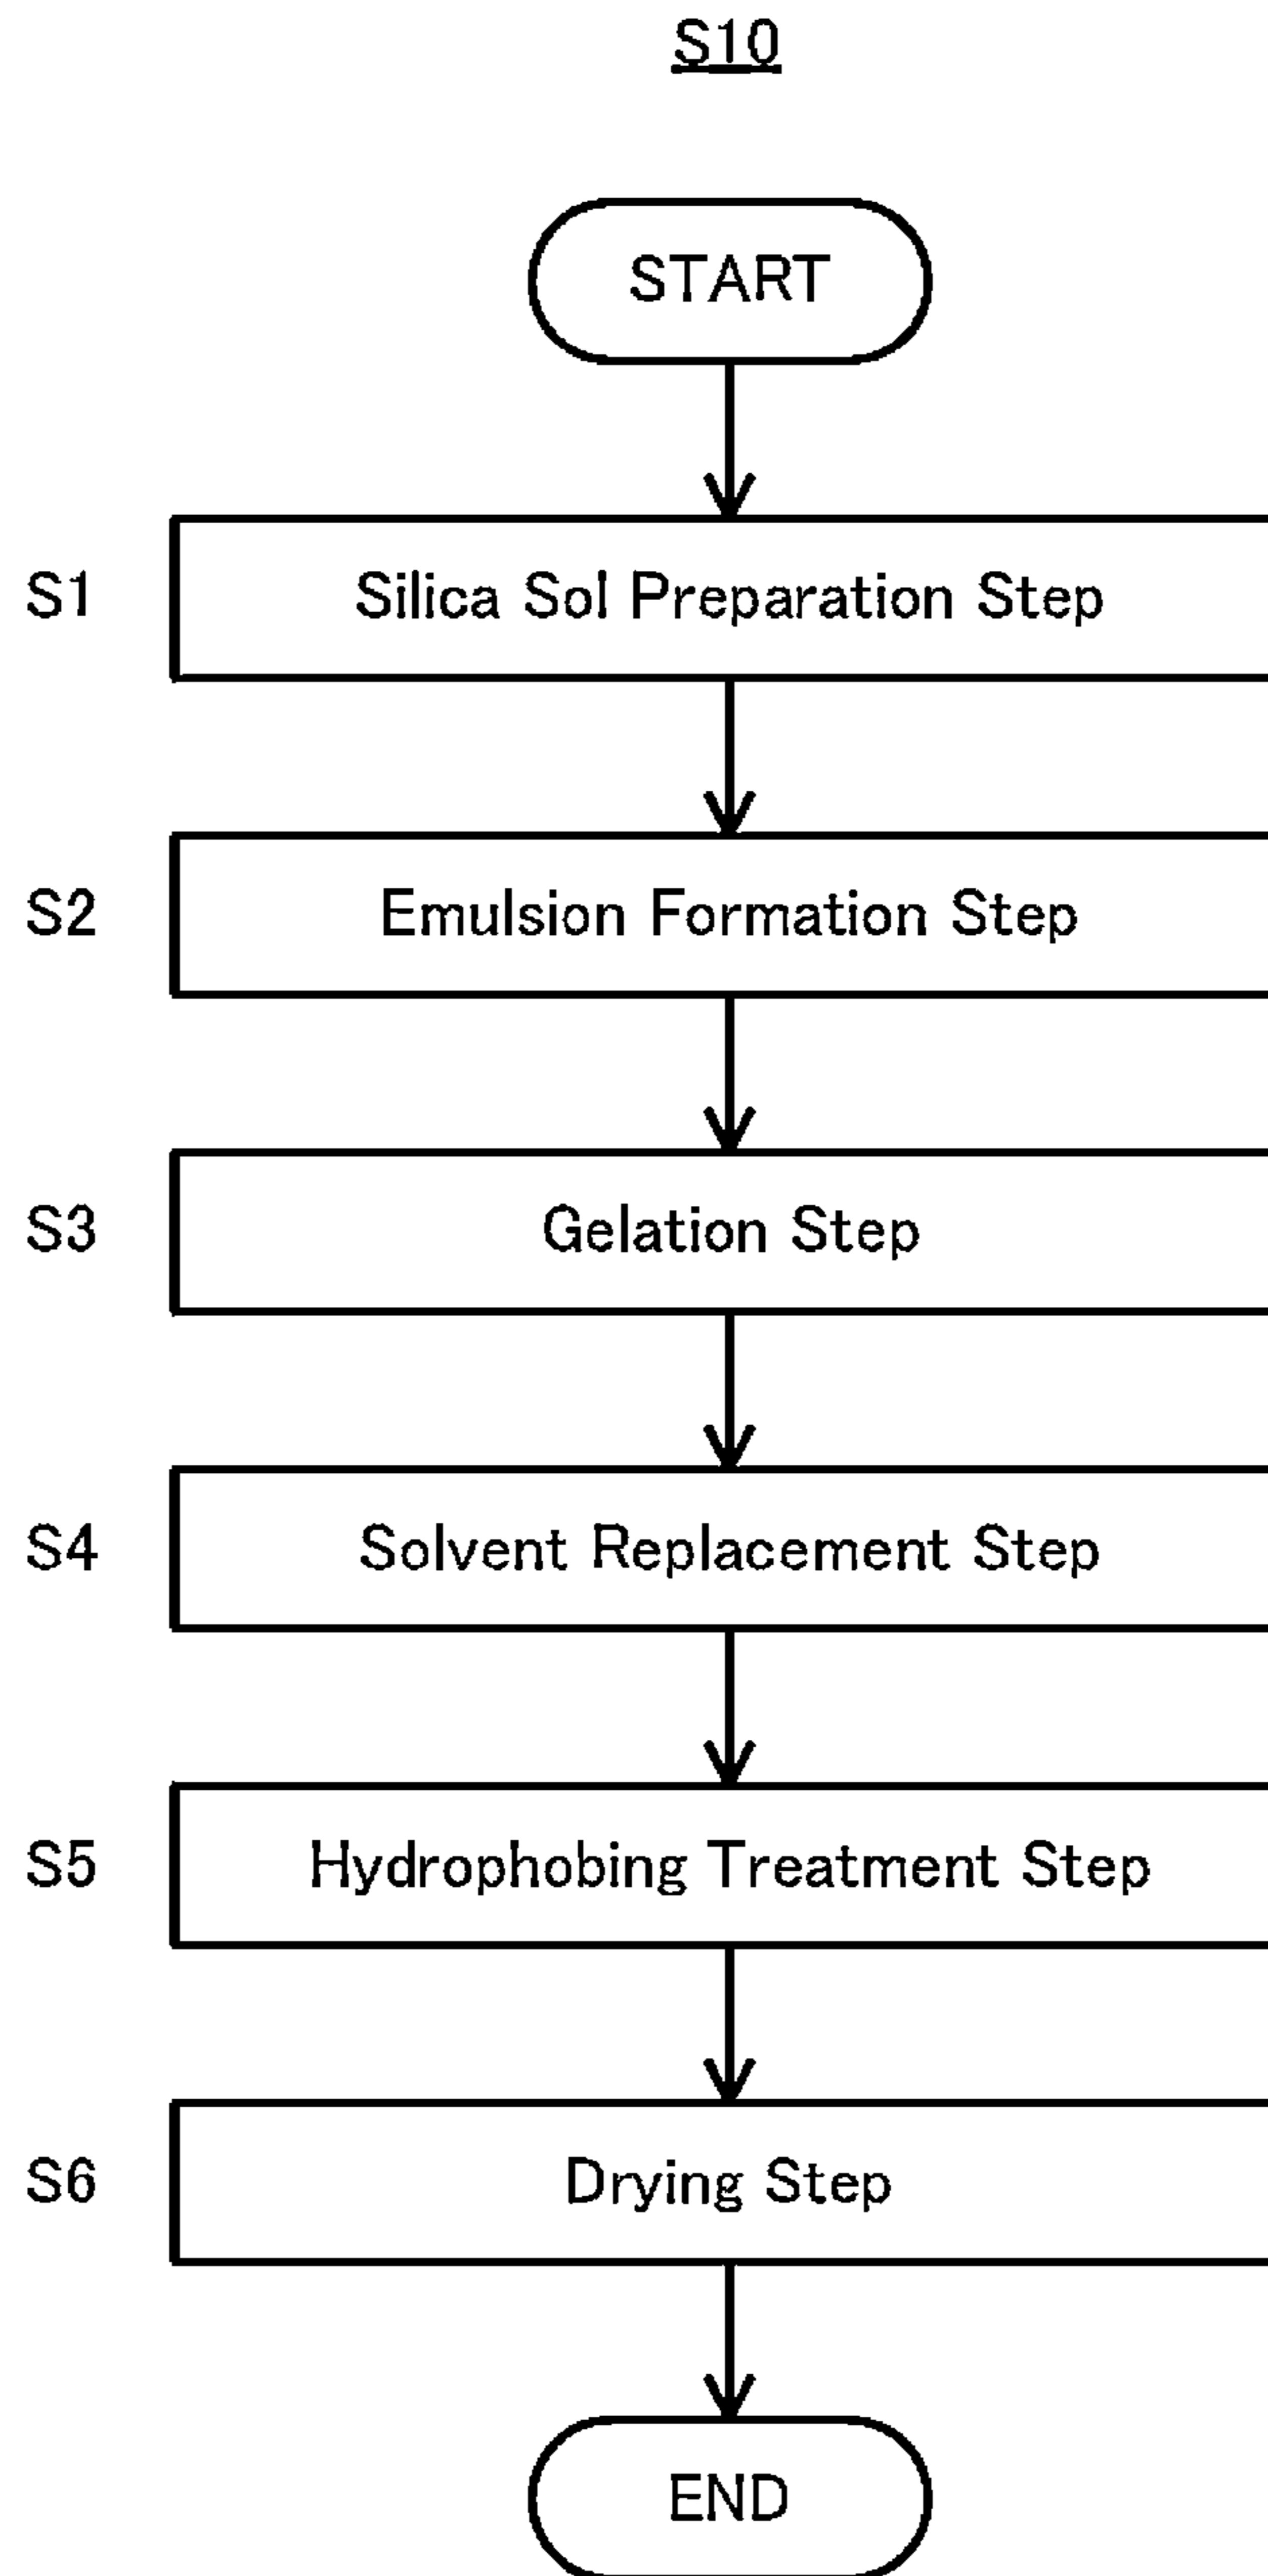 S10
START
S1 Silica Sol Preparation Step
S2 Emulsion Formation Step
S3 Gelation Step
S4 Solvent Replacement Step
S5 Hydrophobing Treatment Step
S6 Drying Step
END